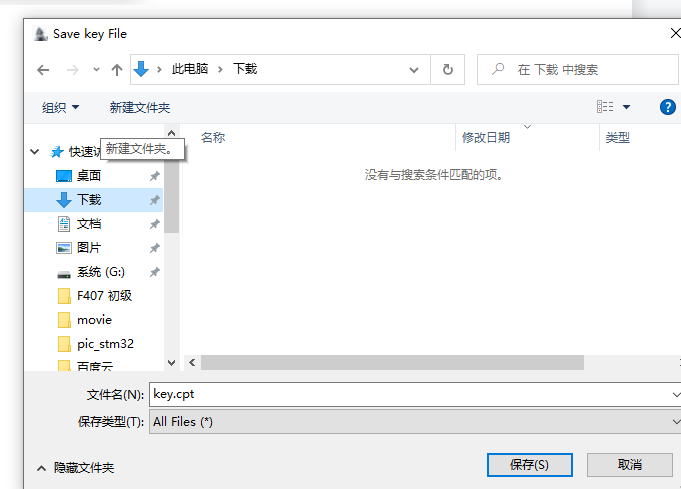 Save key File
此电脑 下载
在 下载 中搜索
组织 新建文件夹
名称 修改日期 类型
快速访
新建文件夹。
没有与搜索条件匹配的项。
桌面
下载
文档
图片
系统 (G:)
F407 初级
movie
pic_stm32
百度云
文件名(N): key.cpt
保存类型(T): All Files (*)
隐藏文件夹
保存(S) 取消